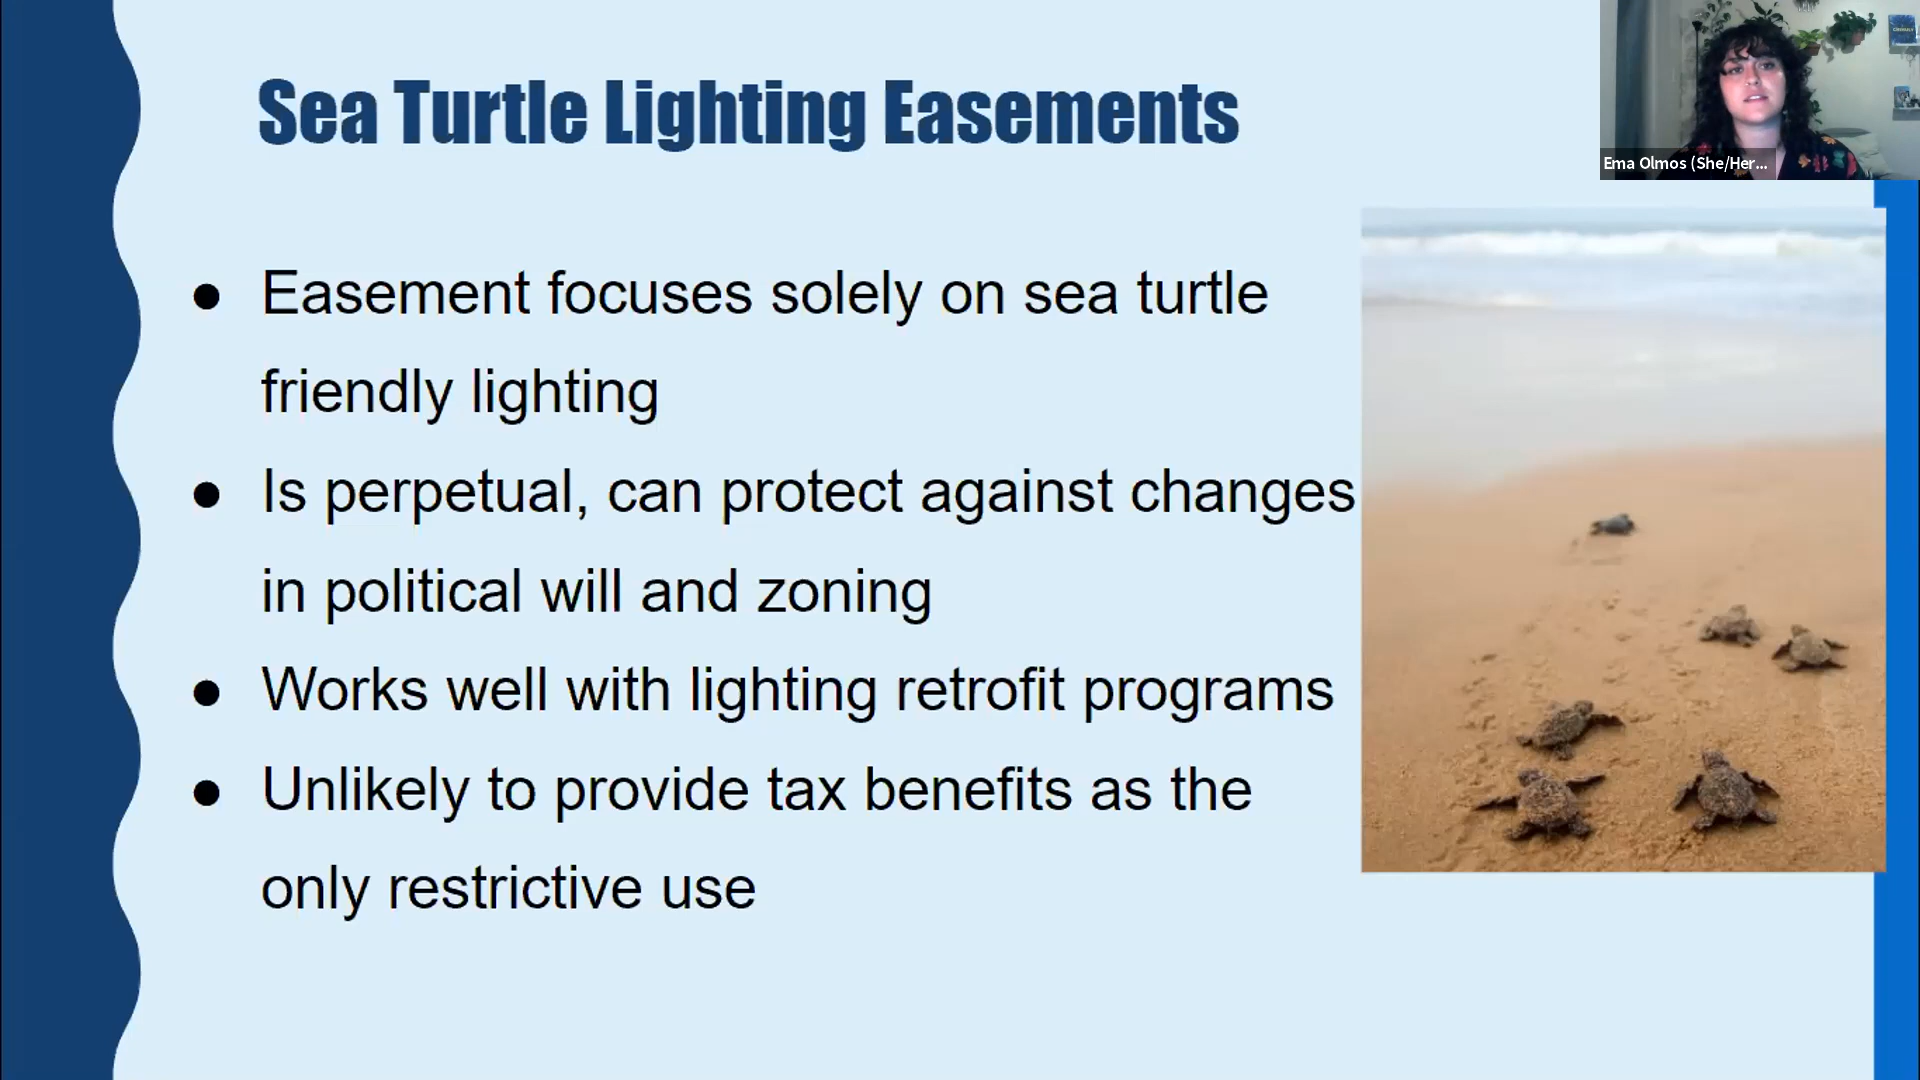 Sea Turtle Lighting Easements
Ema Olmos (She/Her...
● Easement focuses solely on sea turtle
friendly lighting
● Is perpetual, can protect against changes
in political will and zoning
● Works well with lighting retrofit programs
● Unlikely to provide tax benefits as the
only restrictive use